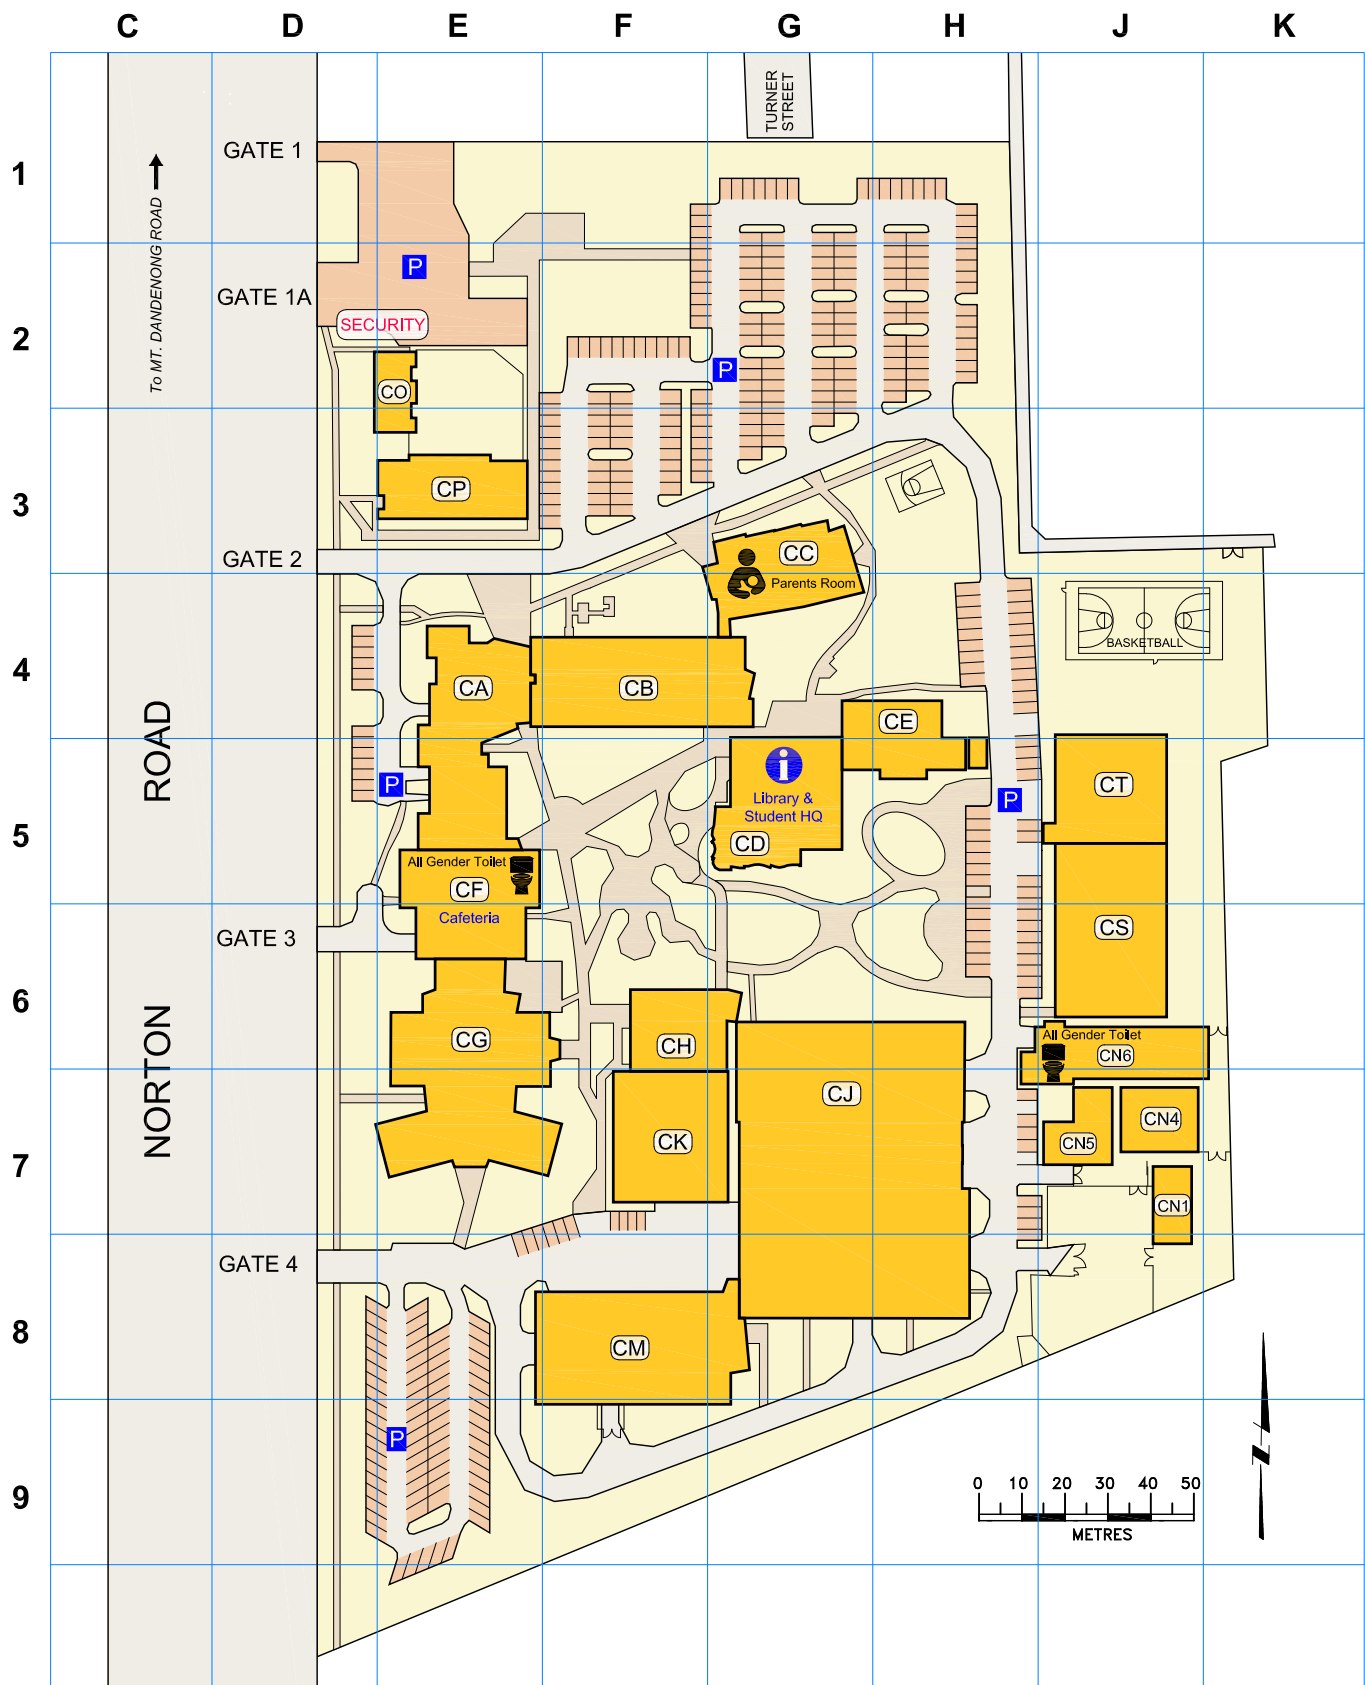 C D E F G H J K
TURNER
STREET
GATE 1
1
To MT. DANDENONG ROAD
P
GATE 1A
SECURITY
2
P
CO
CP
3
GATE 2
CC
Parents Room
BASKETBALL
4
CA
CB
CE
ROAD
P
Library &
Student HQ
P
CT
5
CD
All Gender Toilet
CF
Cafeteria
CS
GATE 3
6
NORTON
CG
CH
All Gender Toilet
CN6
CJ
CK
CN4
CN5
7
CN1
GATE 4
8
CM
P
9
0 10 20 30 40 50
METRES
N